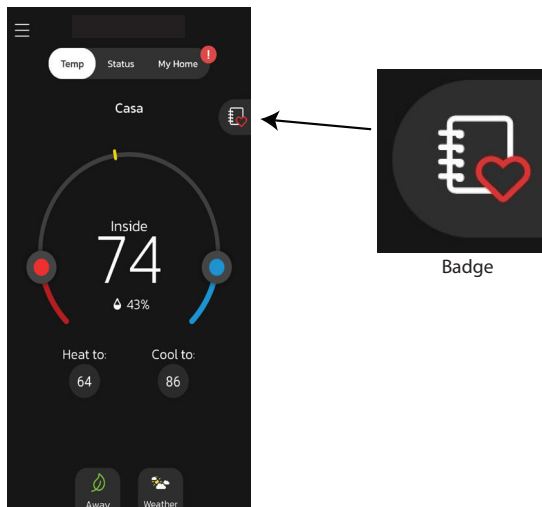 Temp Status My Home !
Casa
Inside
74
43%
Heat to: Cool to:
64 86
Away Weather
Badge